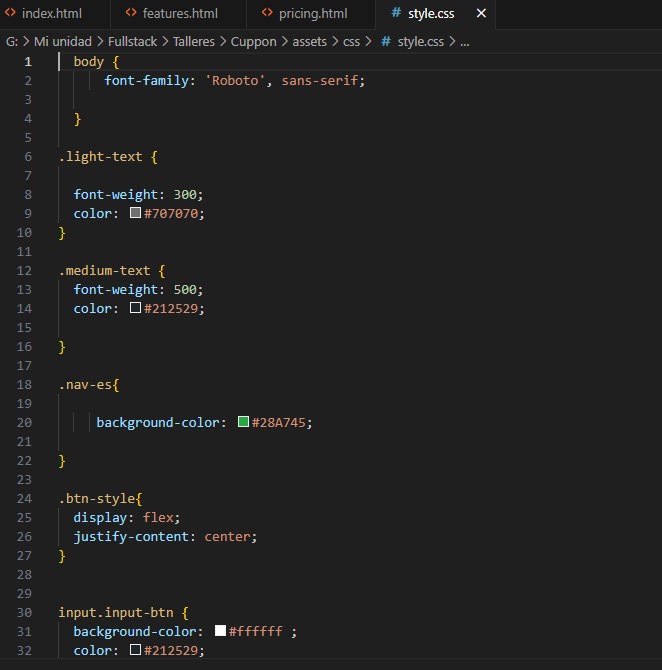 index.html features.html pricing.html # style.css ×
G: > Mi unidad > Fullstack > Talleres > Cuppon > assets > css > # style.css > ...
1 body {
2 font-family: 'Roboto', sans-serif;
3
4 }
5
6 .light-text {
7
8 font-weight: 300;
9 color: #707070;
10 }
11
12 .medium-text {
13 font-weight: 500;
14 color: #212529;
15
16 }
17
18 .nav-es{
19
20 background-color: #28A745;
21
22 }
23
24 .btn-style{
25 display: flex;
26 justify-content: center;
27 }
28
29
30 input.input-btn {
31 background-color: #ffffff ;
32 color: #212529;